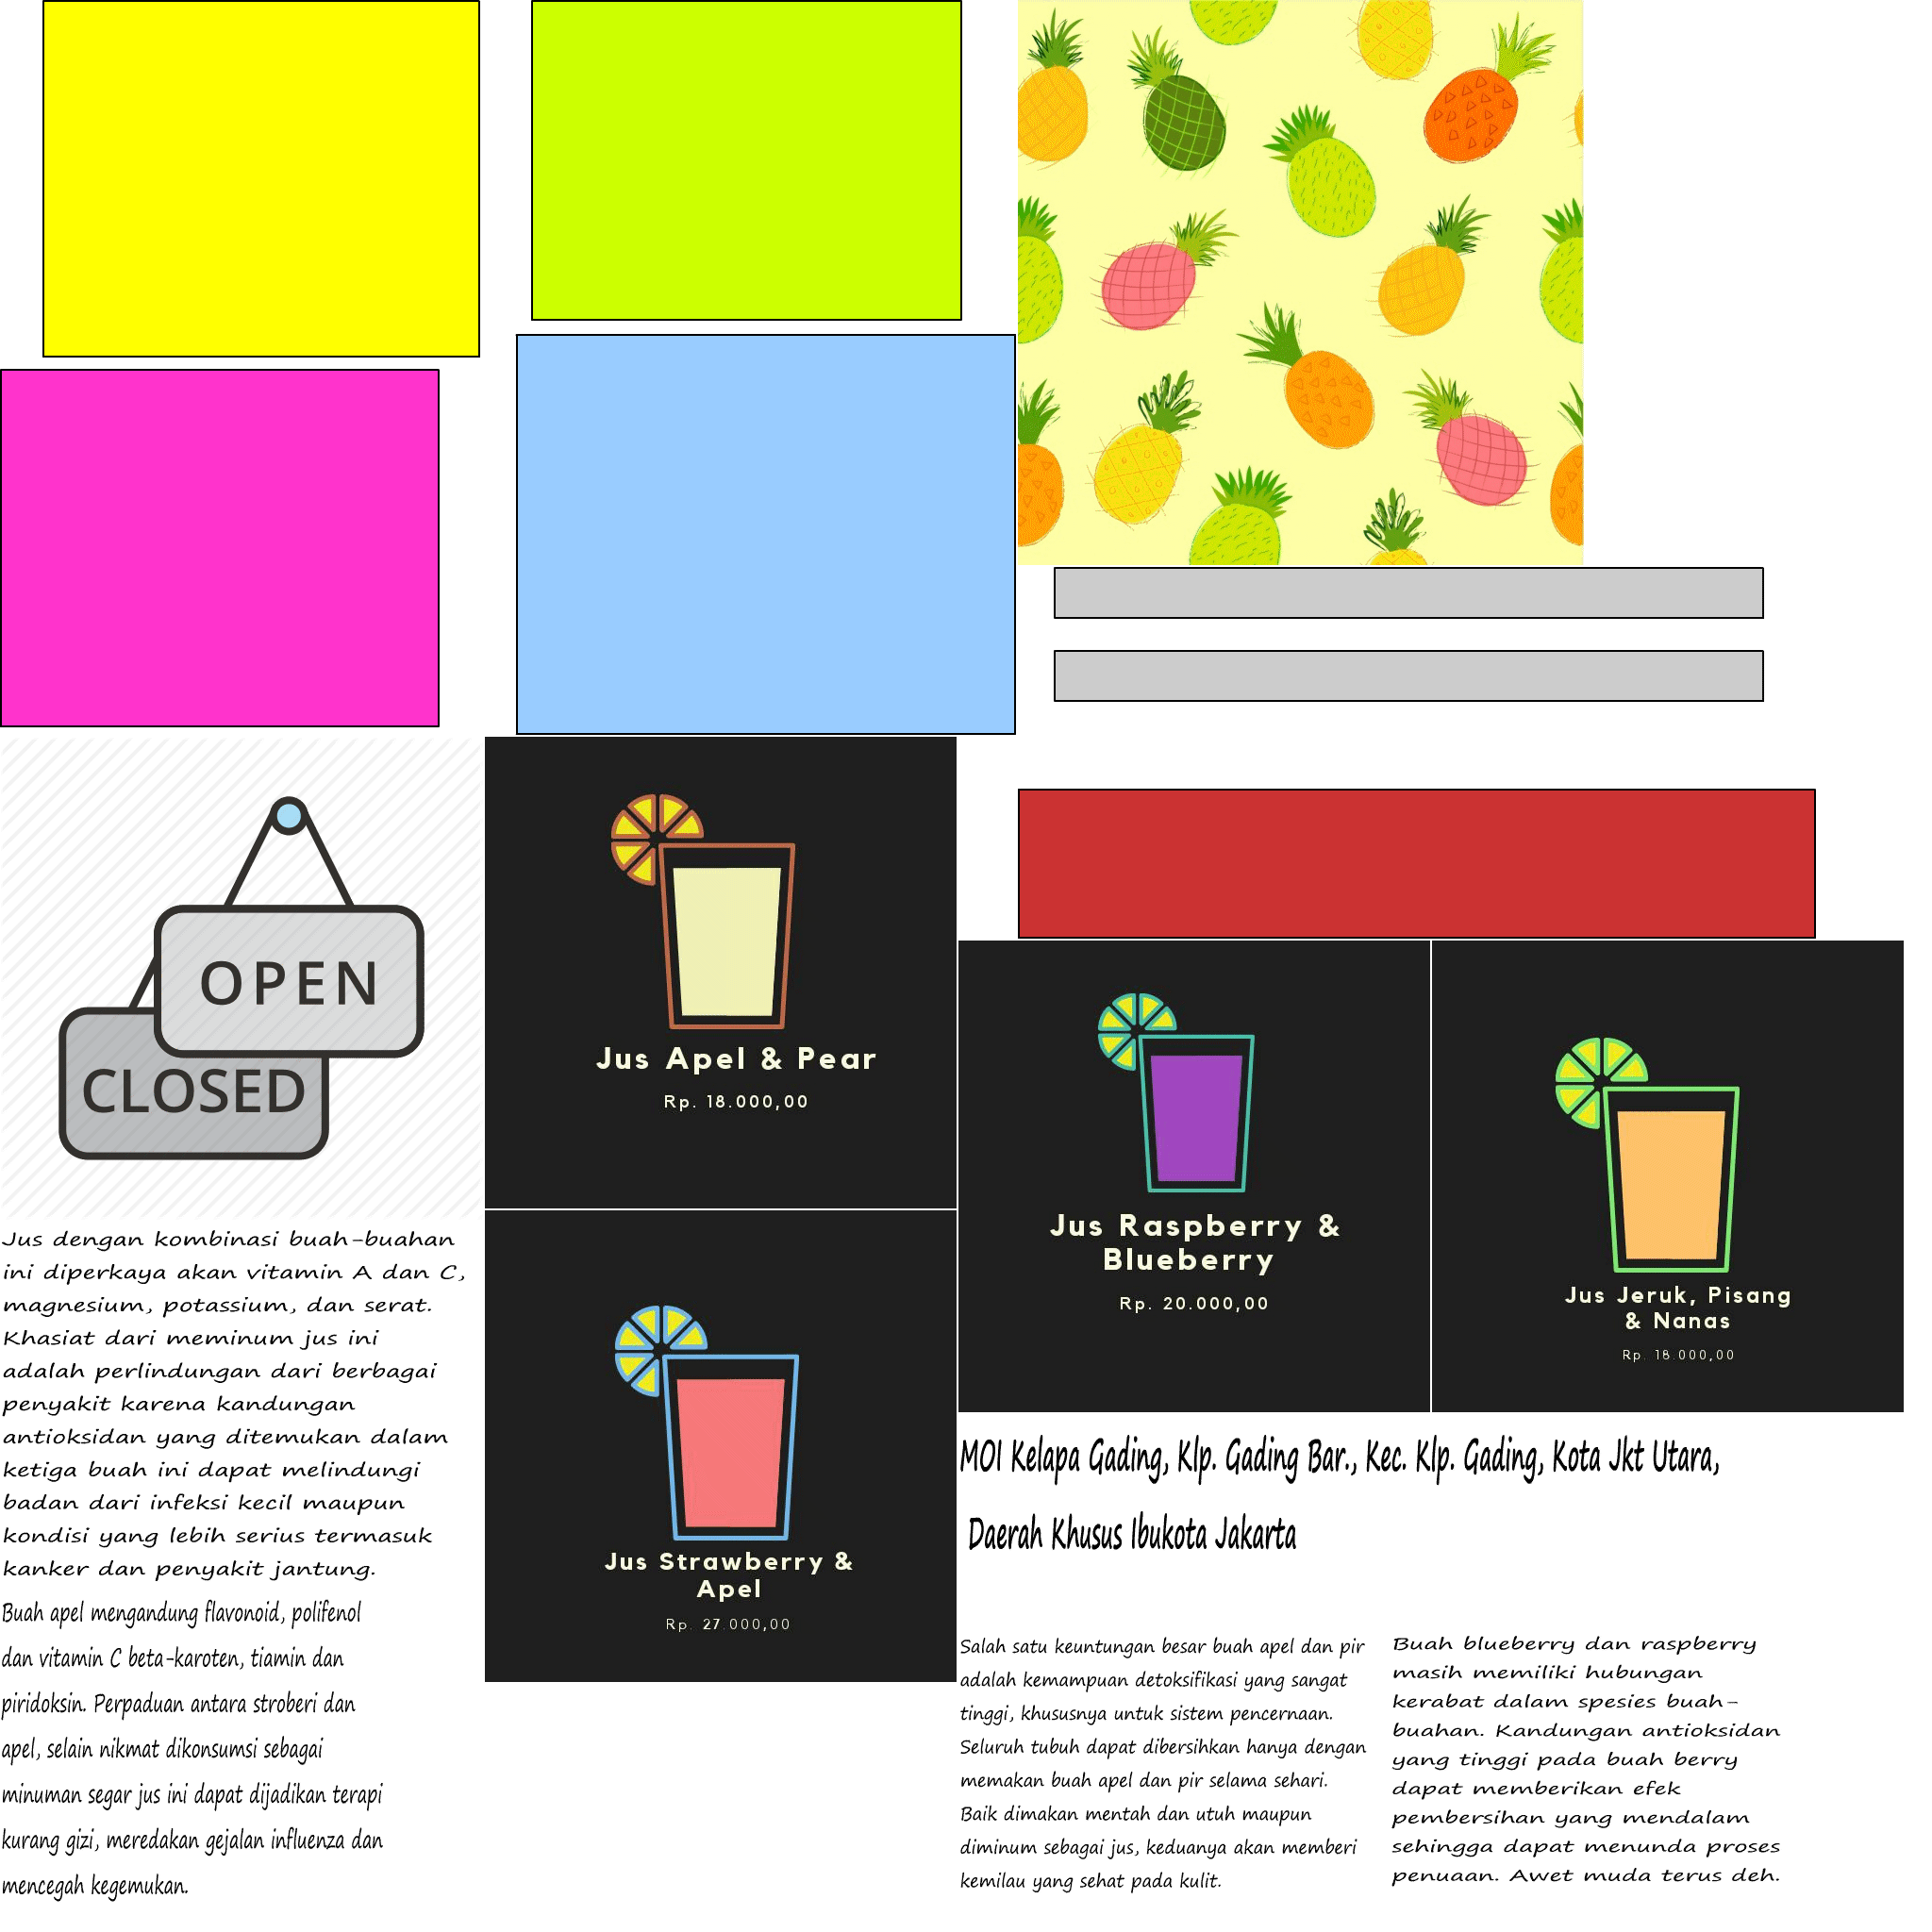 OPEN
CLOSED
Jus Apel & Pear
Rp. 18.000,00
Jus Raspberry &
Blueberry
Rp. 20.000,00
Jus Jeruk, Pisang
& Nanas
Rp. 18.000,00
Jus dengan kombinasi buah-buahan
ini diperkaya akan vitamin A dan C,
magnesium, potassium, dan serat.
Khasiat dari meminum jus ini
adalah perlindungan dari berbagai
penyakit karena kandungan
antioksidan yang ditemukan dalam
ketiga buah ini dapat melindungi
badan dari infeksi kecil maupun
kondisi yang lebih serius termasuk
kanker dan penyakit jantung.
Jus Strawberry &
Apel
Rp. 27.000,00
MOI Kelapa Gading, Klp. Gading Bar., Kec. Klp. Gading, Kota Jkt Utara,
Daerah Khusus Ibukota Jakarta
Buah apel mengandung flavonoid, polifenol
dan vitamin C beta-karoten, tiamin dan
piridoksin. Perpaduan antara stroberi dan
apel, selain nikmat dikonsumsi sebagai
minuman segar jus ini dapat dijadikan terapi
kurang gizi, meredakan gejalan influenza dan
mencegah kegemukan.
Salah satu keuntungan besar buah apel dan pir
adalah kemampuan detoksifikasi yang sangat
tinggi, khususnya untuk sistem pencernaan.
Seluruh tubuh dapat dibersihkan hanya dengan
memakan buah apel dan pir selama sehari.
Baik dimakan mentah dan utuh maupun
diminum sebagai jus, keduanya akan memberi
kemilau yang sehat pada kulit.
Buah blueberry dan raspberry
masih memiliki hubungan
kerabat dalam spesies buah-
buahan. Kandungan antioksidan
yang tinggi pada buah berry
dapat memberikan efek
pembersihan yang mendalam
sehingga dapat menunda proses
penuaan. Awet muda terus deh.